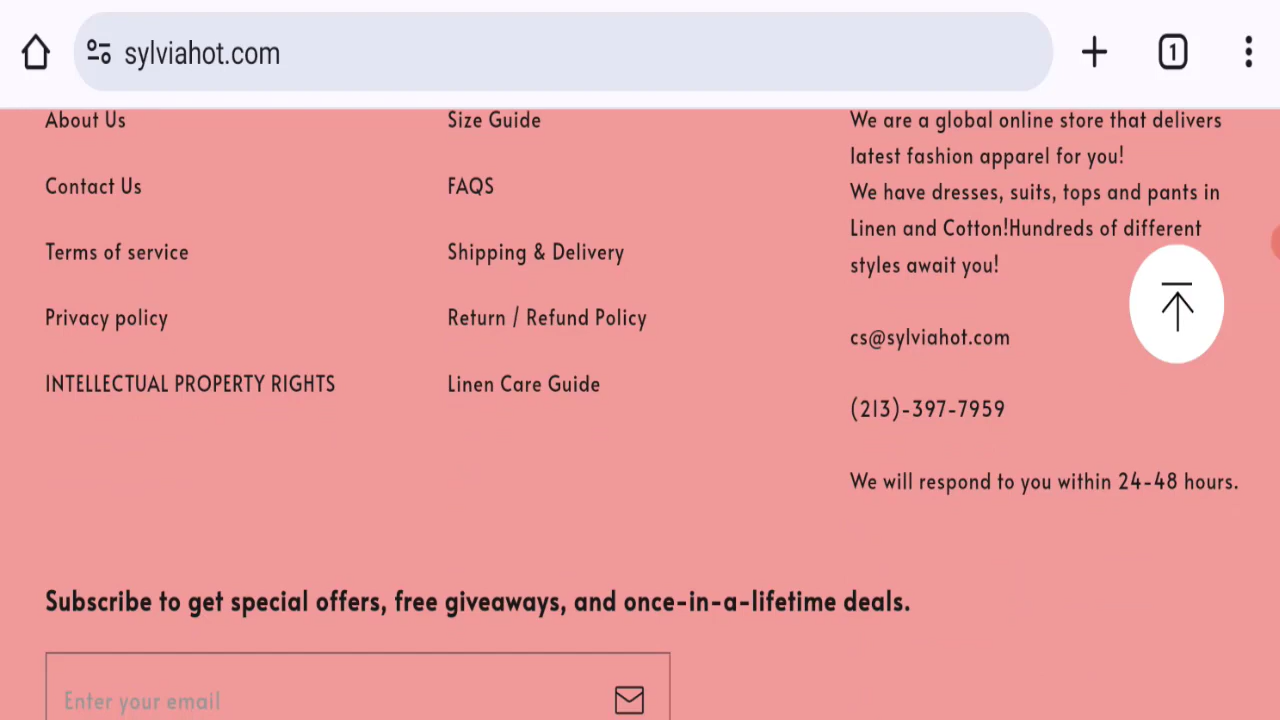 sylviahot.com
1
About Us
Contact Us
Terms of service
Privacy policy
INTELLECTUAL PROPERTY RIGHTS
Size Guide
FAQS
Shipping & Delivery
Return / Refund Policy
Linen Care Guide
We are a global online store that delivers
latest fashion apparel for you!
We have dresses, suits, tops and pants in
Linen and Cotton!Hundreds of different
styles await you!
cs@sylviahot.com
(213)-397-7959
We will respond to you within 24-48 hours.
Subscribe to get special offers, free giveaways, and once-in-a-lifetime deals.
Enter your email